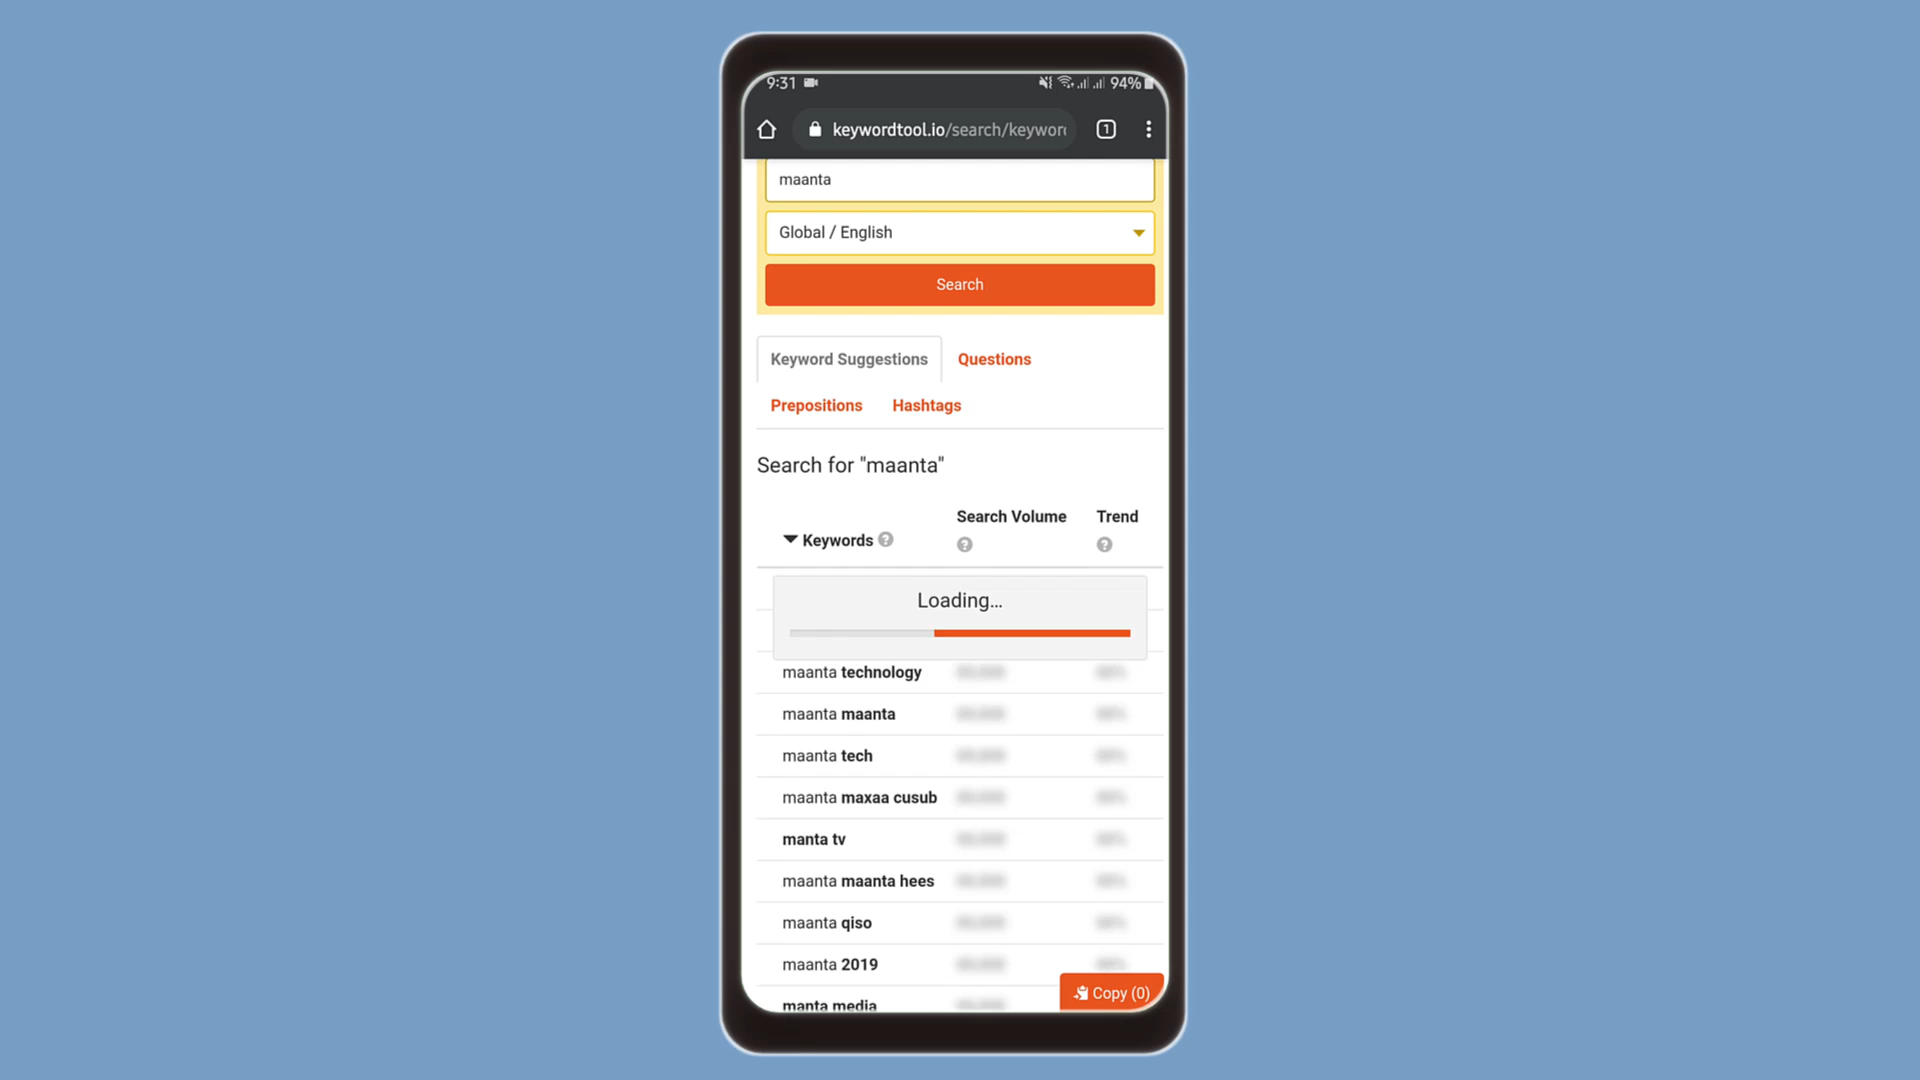 9:31
94%
keywordtool.io/search/keywor
1
maanta
Global / English
Search
Keyword Suggestions
Questions
Prepositions
Hashtags
Search for "maanta"
Search Volume
Trend
Keywords ?
?
?
Loading...
maanta technology
maanta maanta
maanta tech
maanta maxaa cusub
manta tv
maanta maanta hees
maanta qiso
maanta 2019
Copy (0)
manta media